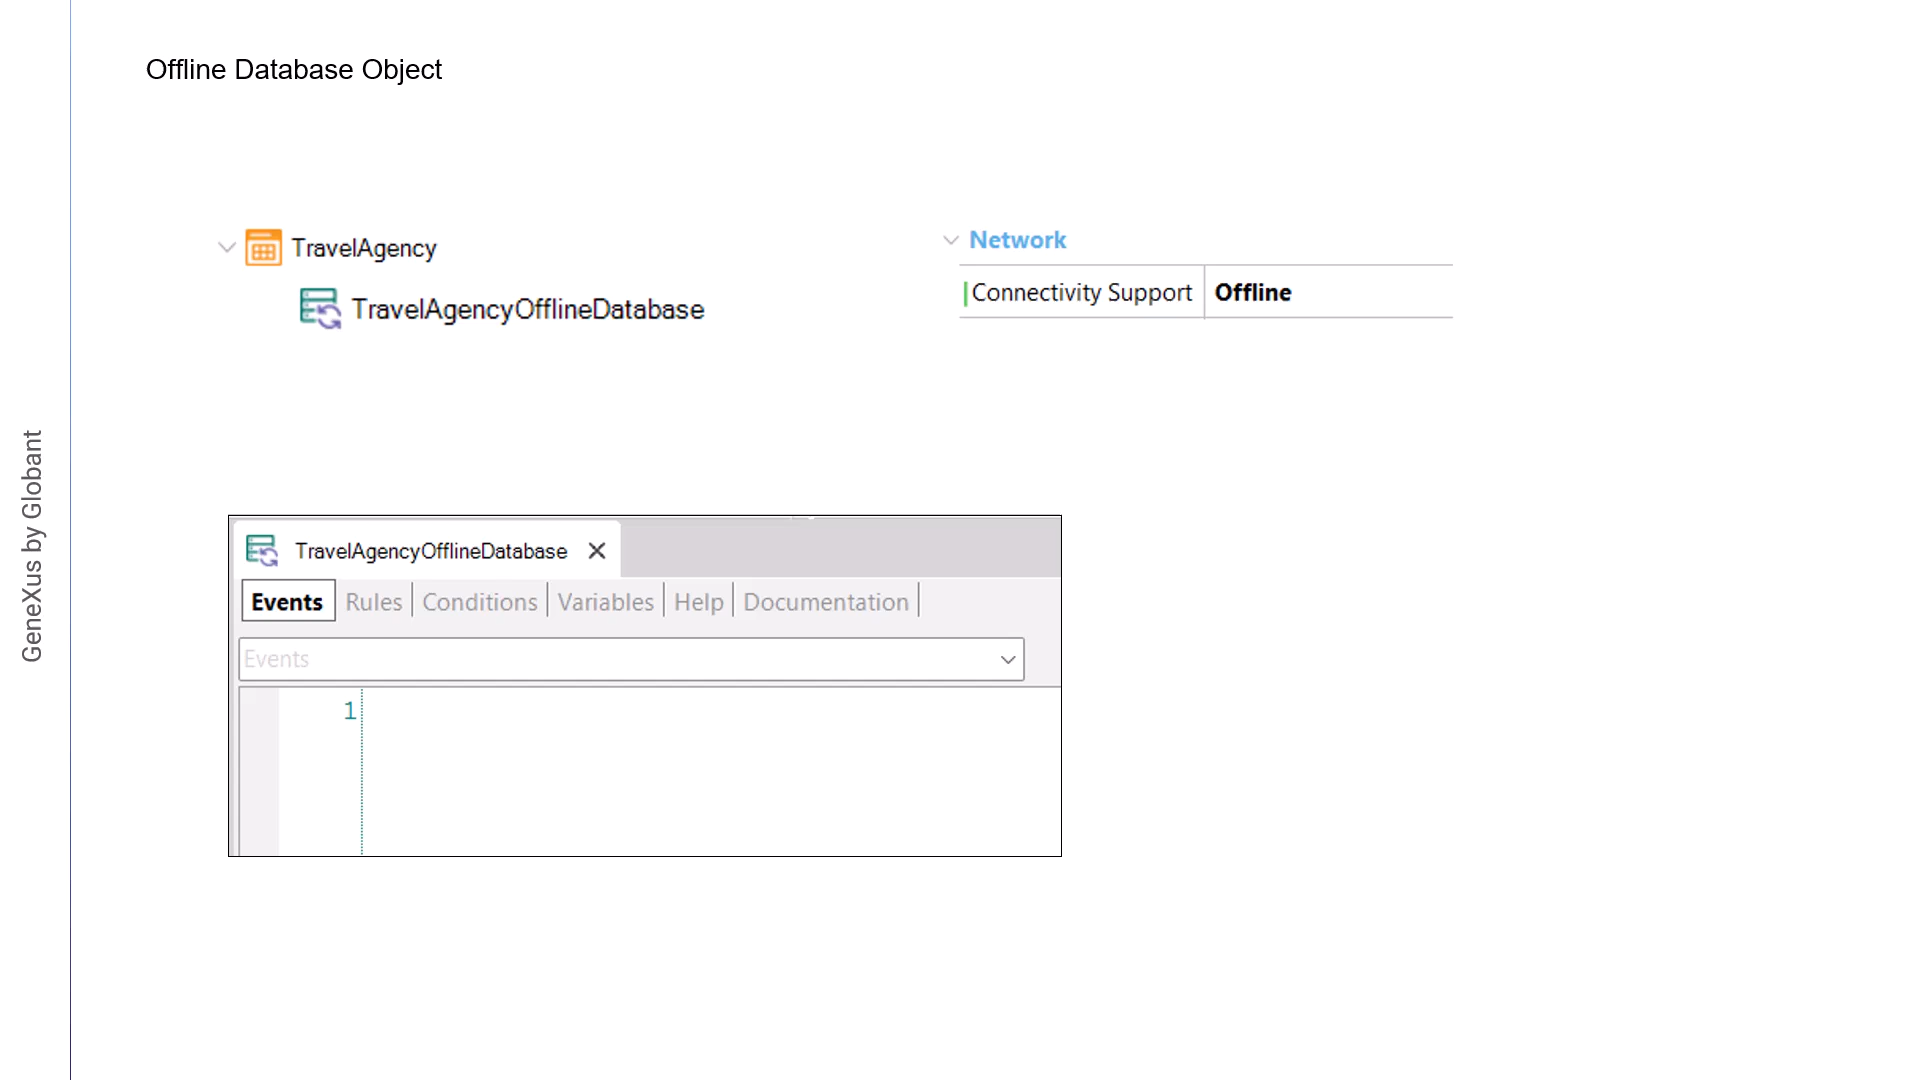 Offline Database Object
TravelAgency
TravelAgencyOfflineDatabase
Network
Connectivity Support Offline
GeneXus by Globant
TravelAgencyOfflineDatabase
Events Rules Conditions Variables Help Documentation
Events
1